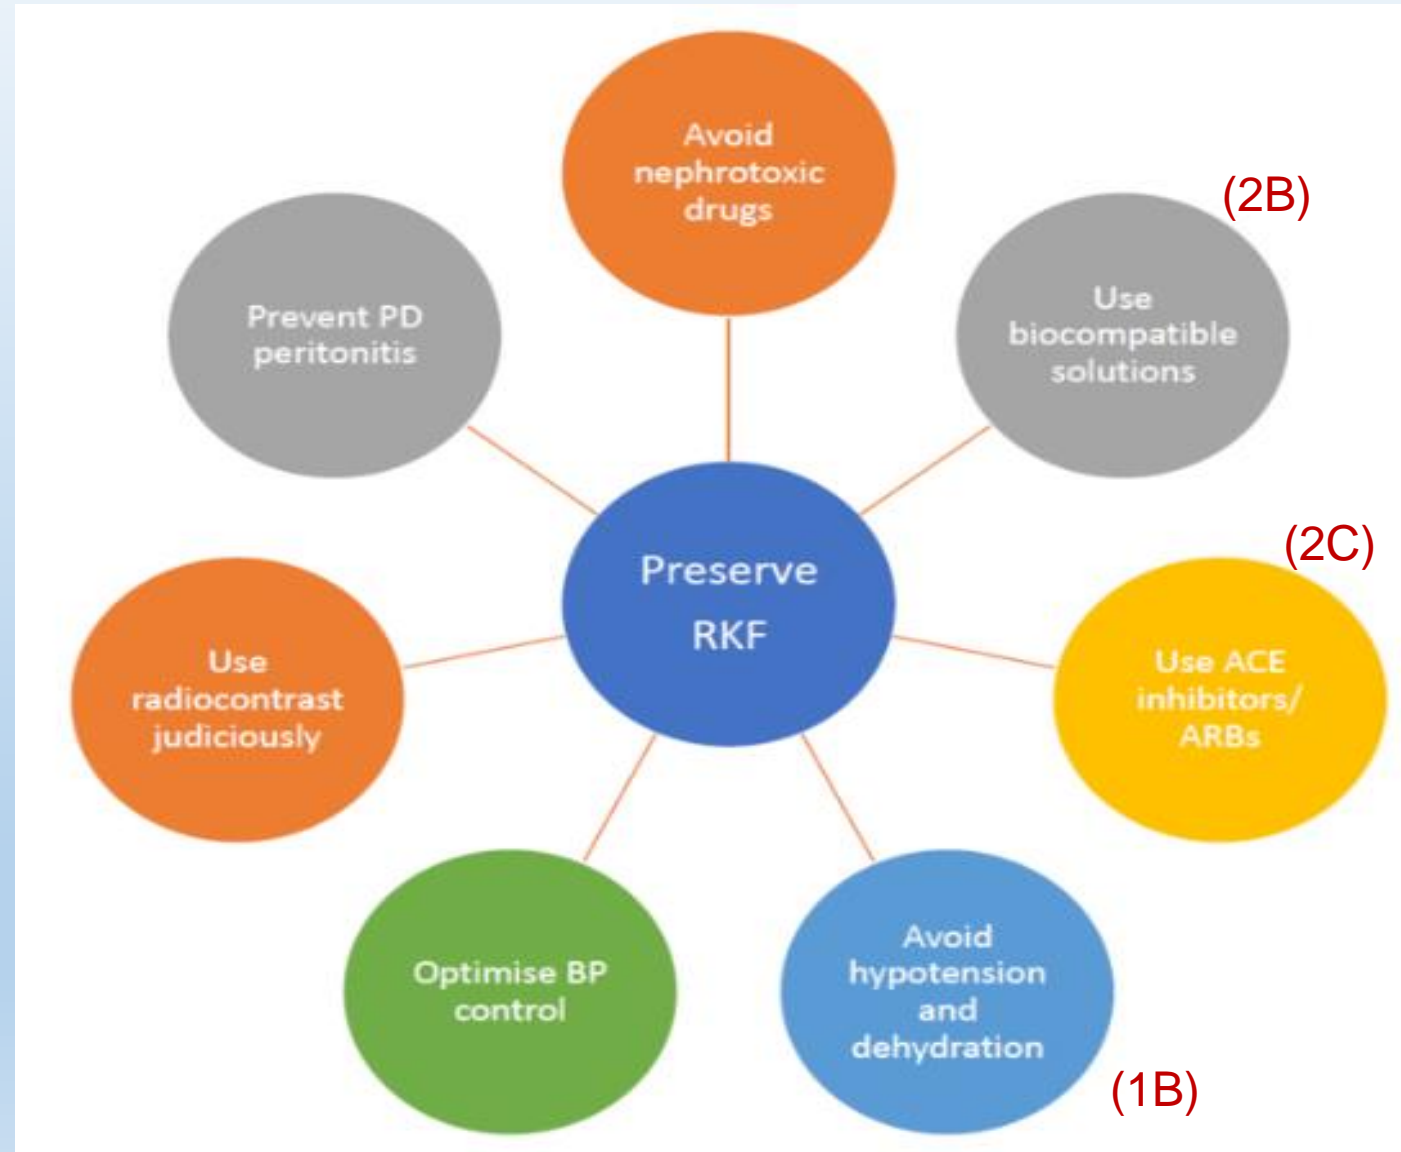 Avoid
nephrotoxic
drugs
(2B)
Use
biocompatible
solutions
(2C)
Use ACE
inhibitors/
ARBs
Avoid
hypotension
and
dehydration
(1B)
Optimise BP
control
Use
radiocontrast
judiciously
Prevent PD
peritonitis
Preserve
RKF